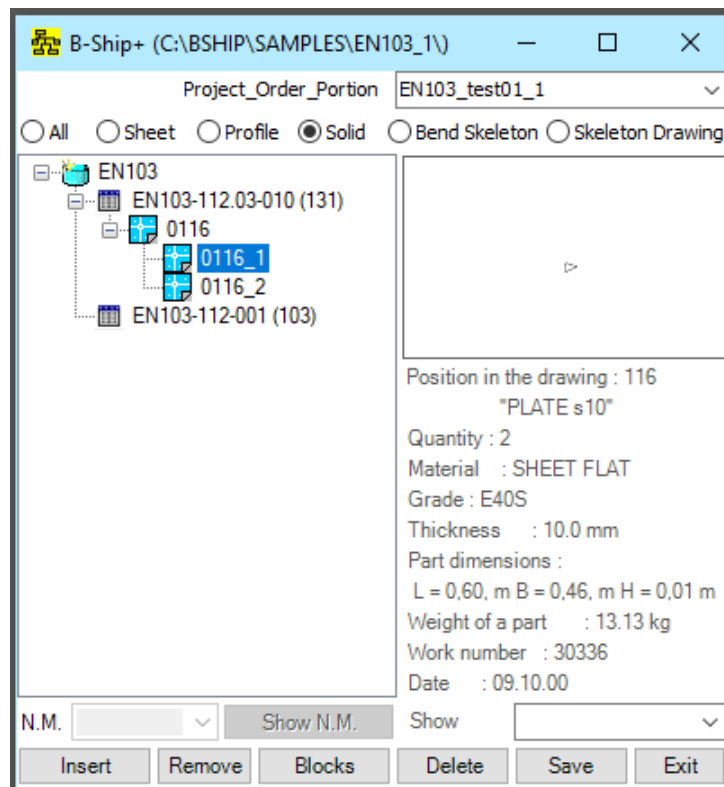 B-Ship+ (C:\BSHIP\SAMPLES\EN103_1\)
Project_Order_Portion EN103_test01_1
All Sheet Profile Solid Bend Skeleton Skeleton Drawing
EN103
EN103-112.03-010 (131)
0116
0116_1
0116_2
EN103-112-001 (103)
Position in the drawing : 116
"PLATE s10"
Quantity : 2
Material : SHEET FLAT
Grade : E40S
Thickness : 10.0 mm
Part dimensions :
L = 0,60, m B = 0,46, m H = 0,01 m
Weight of a part : 13.13 kg
Work number : 30336
Date : 09.10.00
N.M. Show N.M. Show
Insert Remove Blocks Delete Save Exit